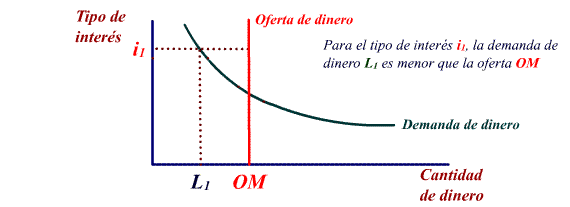 Tipo de
interés
Oferta de dinero
i1
Para el tipo de interés i1, la demanda de
dinero L1 es menor que la oferta OM
Demanda de dinero
L1
OM
Cantidad
de dinero